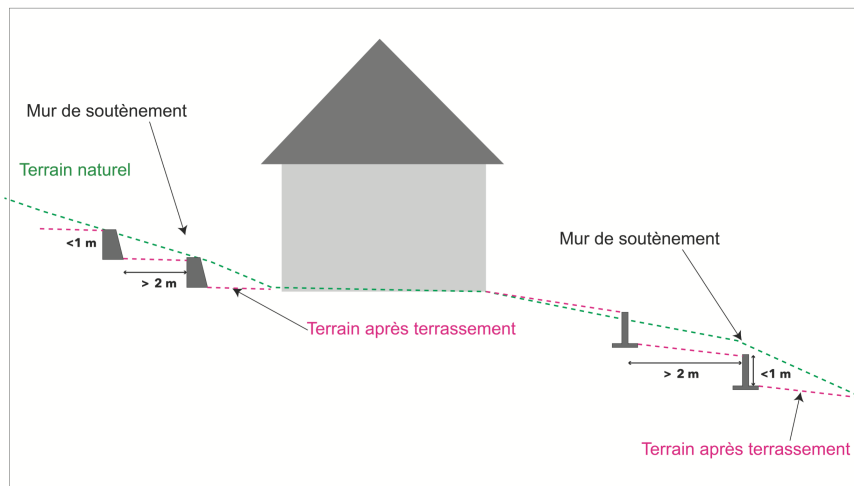 Mur de soutènement
Terrain naturel
<1 m
> 2 m
Terrain après terrassement
Mur de soutènement
> 2 m
<1 m
Terrain après terrassement